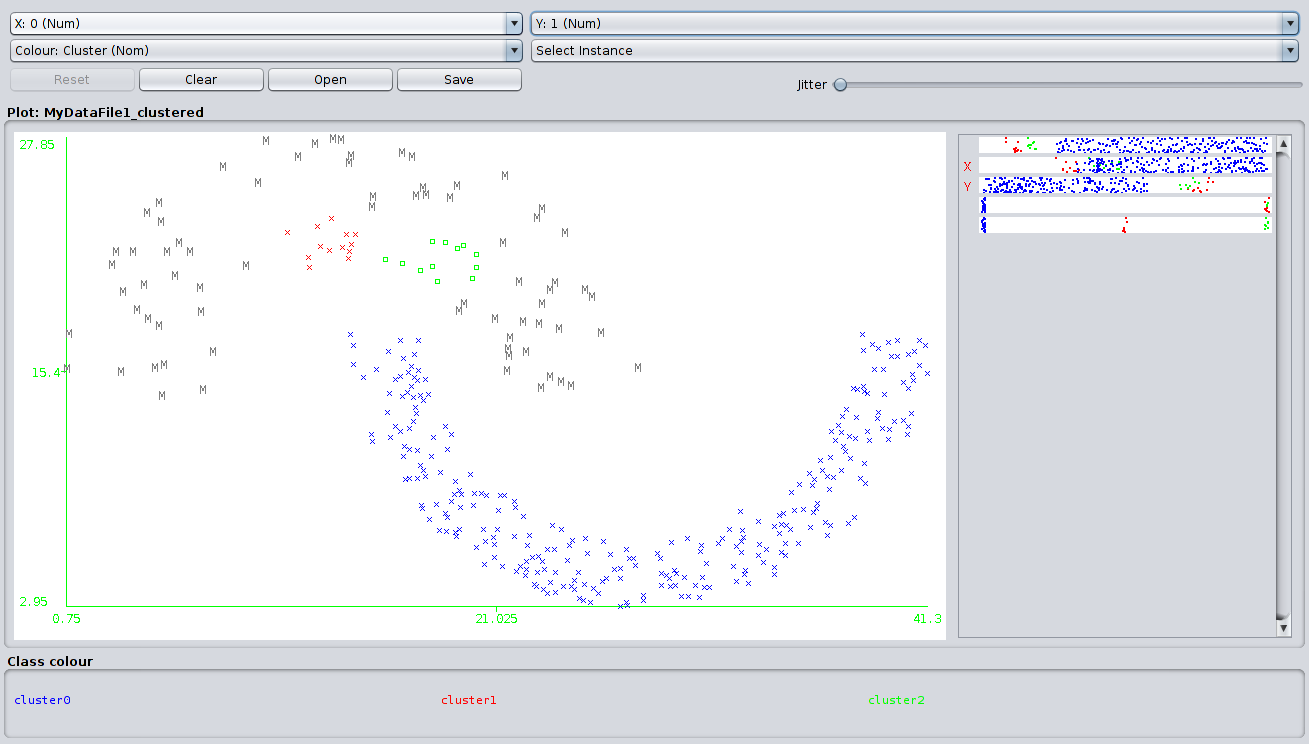 X: 0 (Num) Y: 1 (Num)
Colour: Cluster (Nom) Select Instance
Reset Clear Open Save Jitter
Plot: MyDataFile1_clustered
27.85
X
Y
15.4
2.95
0.75 21.025 41.3
Class colour
cluster0 cluster1 cluster2